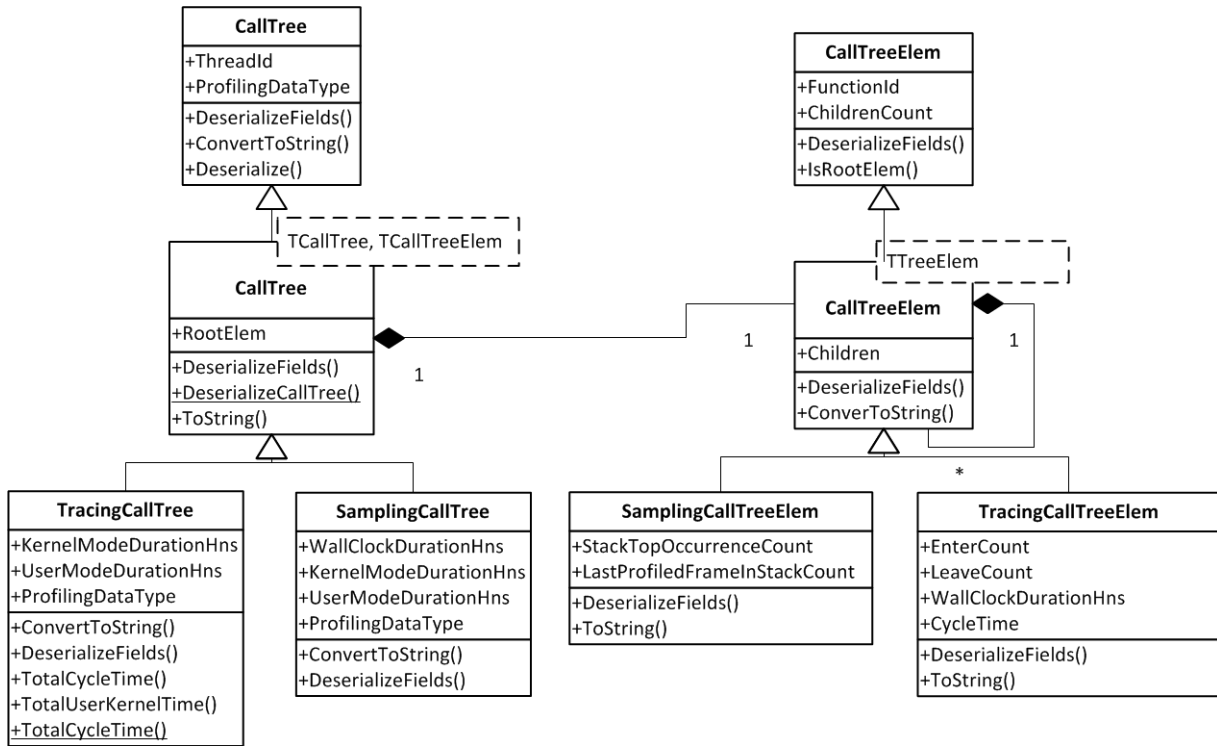 CallTree
+ThreadId
+ProfilingDataType
+DeserializeFields()
+ConvertToString()
+Deserialize()
CallTreeElem
+FunctionId
+ChildrenCount
+DeserializeFields()
+IsRootElem()
TCallTree, TCallTreeElem
CallTree
+RootElem
+DeserializeFields()
+DeserializeCallTree()
+ToString()
1
1
TTreeElem
CallTreeElem
+Children
+DeserializeFields()
+ConverToString()
1
*
TracingCallTree
+KernelModeDurationHns
+UserModeDurationHns
+ProfilingDataType
+ConvertToString()
+DeserializeFields()
+TotalCycleTime()
+TotalUserKernelTime()
+TotalCycleTime()
SamplingCallTree
+WallClockDurationHns
+KernelModeDurationHns
+UserModeDurationHns
+ProfilingDataType
+ConvertToString()
+DeserializeFields()
SamplingCallTreeElem
+StackTopOccurrenceCount
+LastProfiledFrameInStackCount
+DeserializeFields()
+ToString()
TracingCallTreeElem
+EnterCount
+LeaveCount
+WallClockDurationHns
+CycleTime
+DeserializeFields()
+ToString()